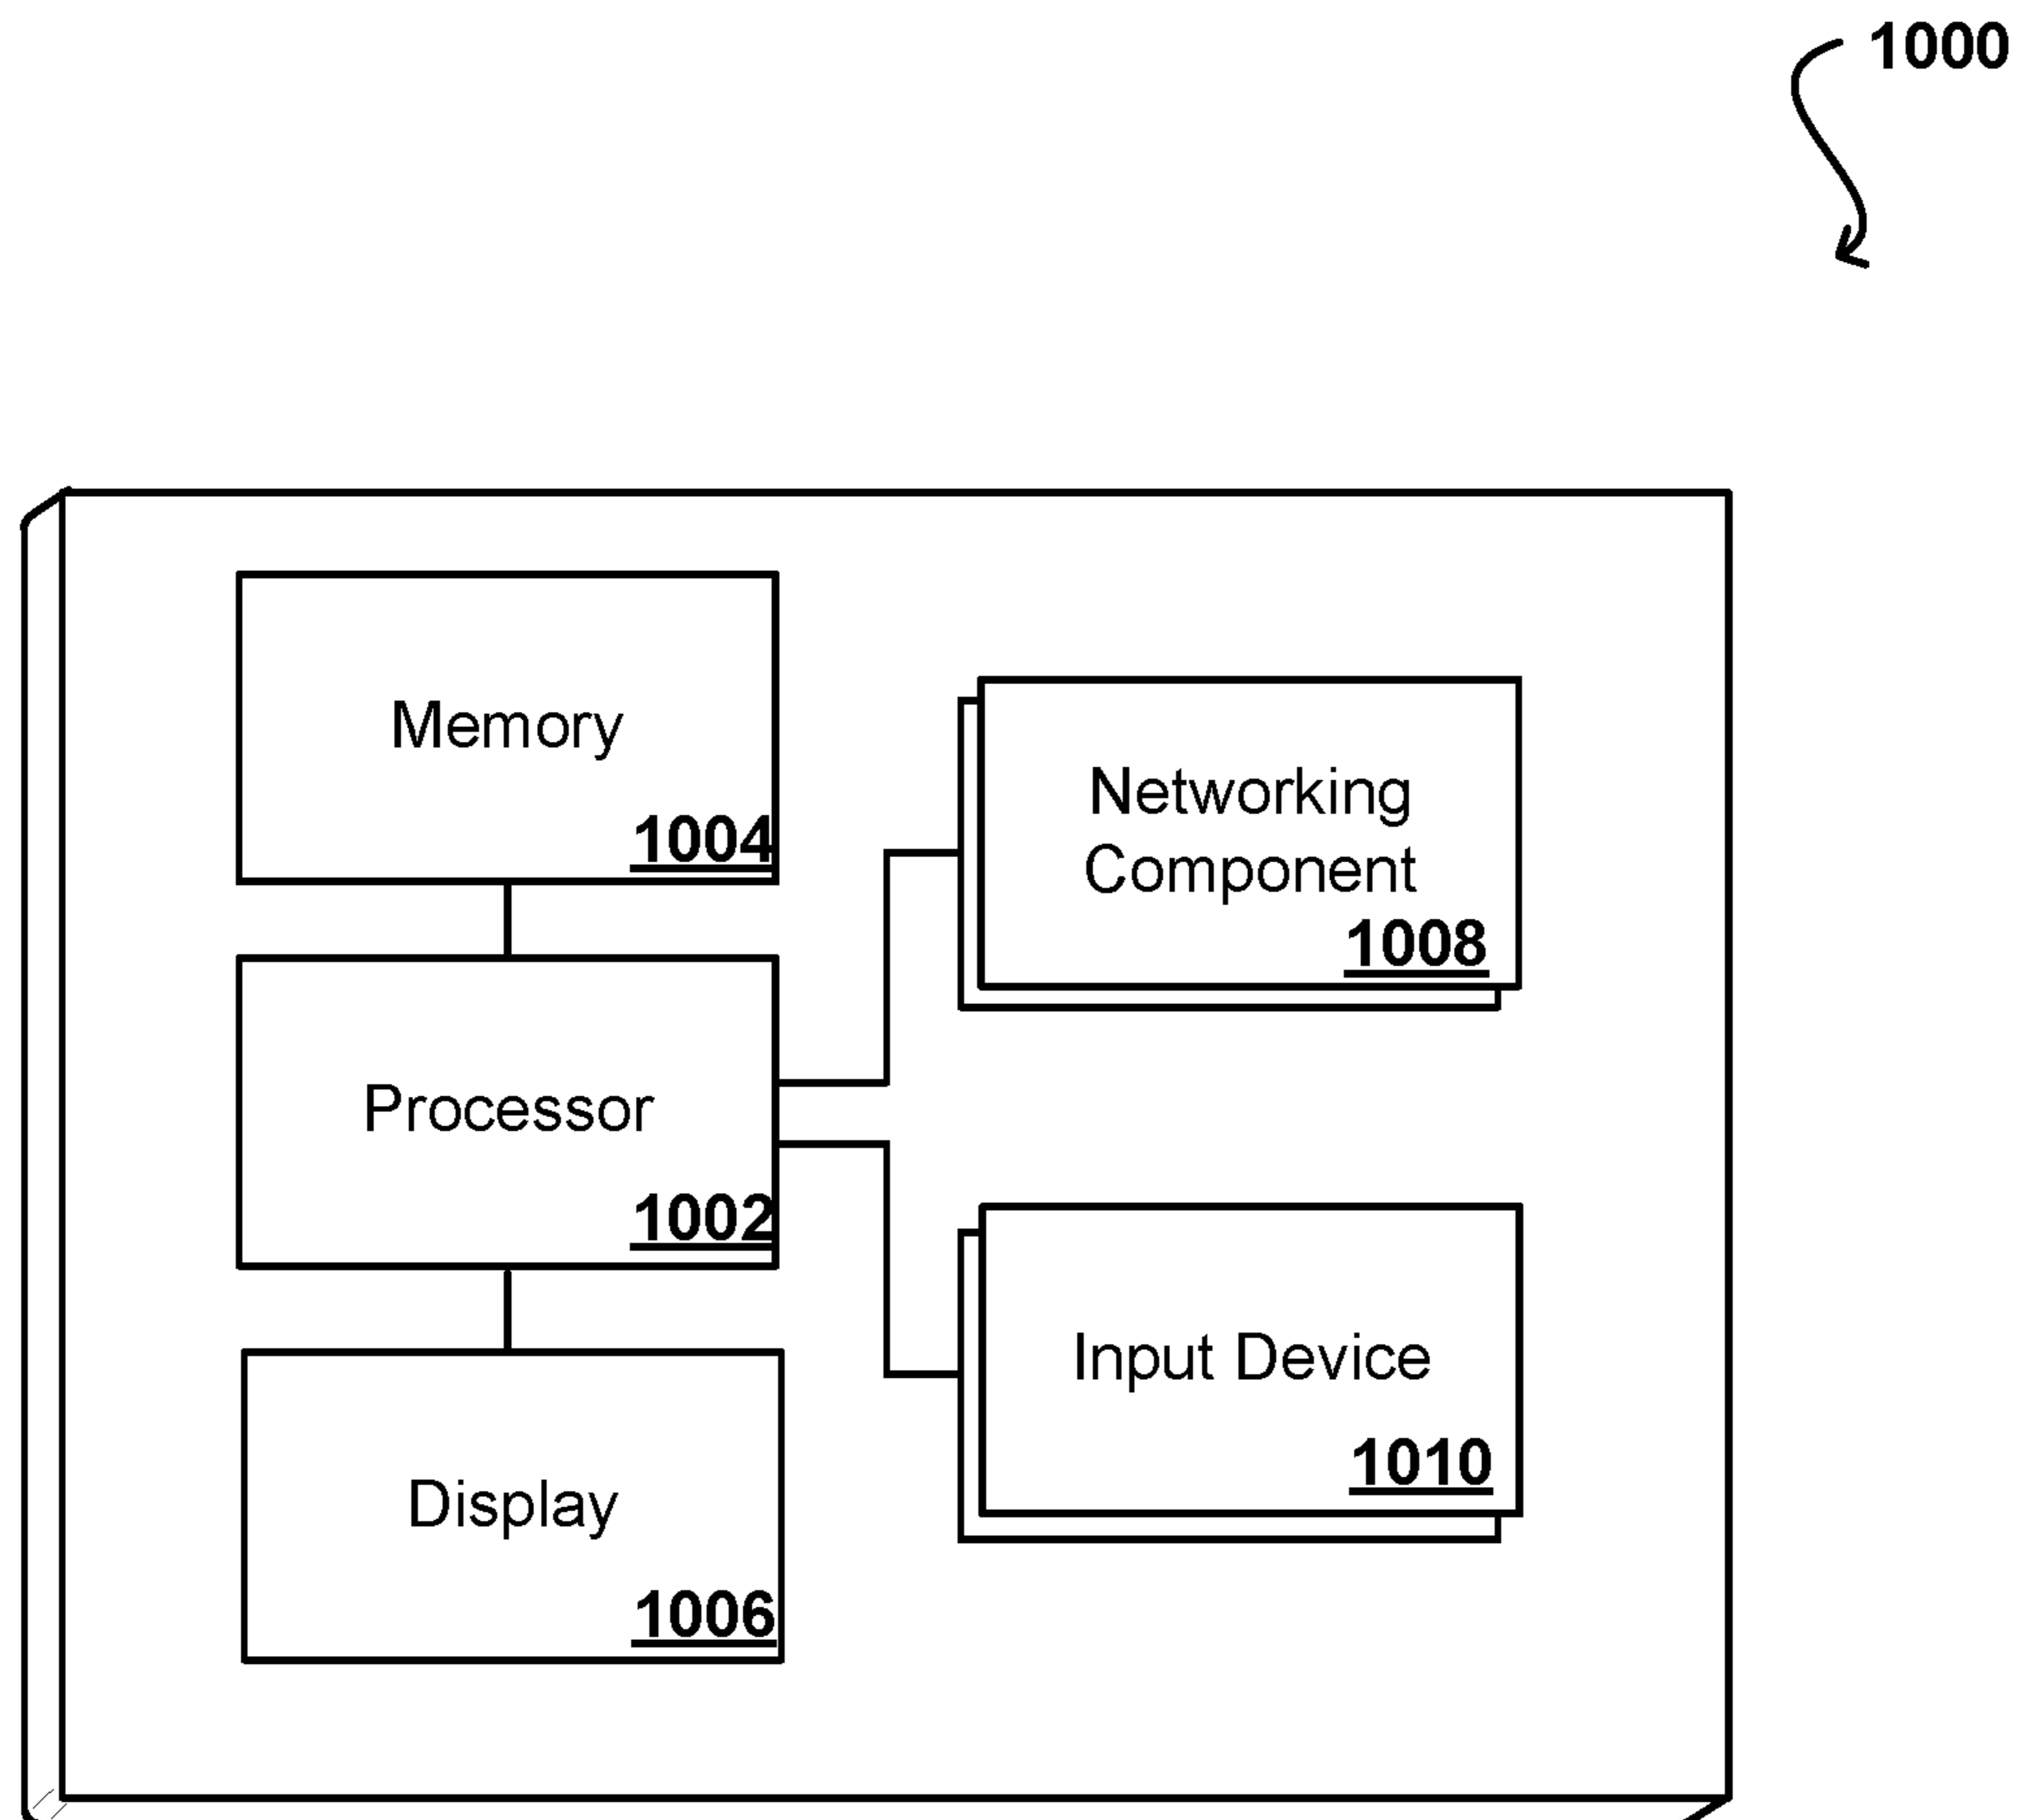 1000
Memory
1004
Networking
Component
1008
Processor
1002
Input Device
1010
Display
1006